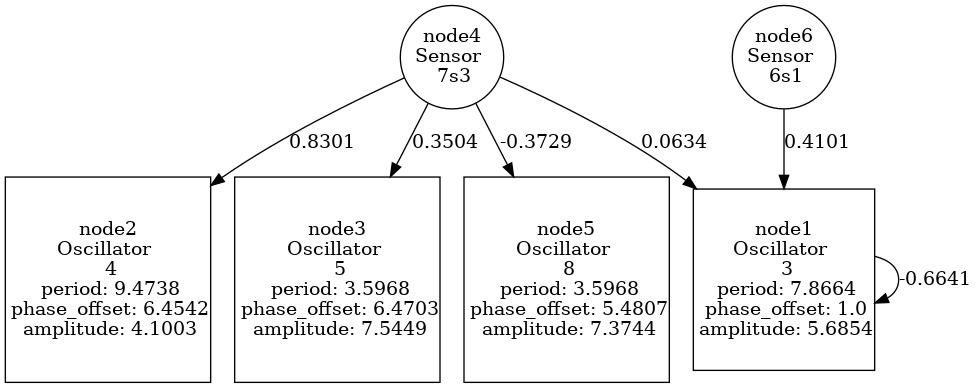 node4
Sensor
7s3
node6
Sensor
6s1
0.8301
0.3504
-0.3729
0.0634
0.4101
node2
Oscillator
4
period: 9.4738
phase_offset: 6.4542
amplitude: 4.1003
node3
Oscillator
5
period: 3.5968
phase_offset: 6.4703
amplitude: 7.5449
node5
Oscillator
8
period: 3.5968
phase_offset: 5.4807
amplitude: 7.3744
node1
Oscillator
3
period: 7.8664
phase_offset: 1.0
amplitude: 5.6854
-0.6641